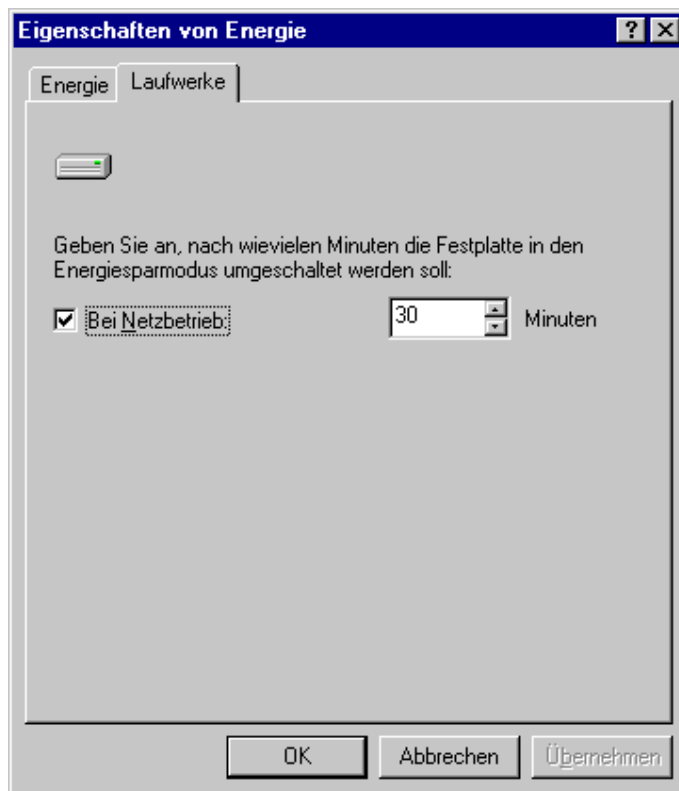 Eigenschaften von Energie
Energie Laufwerke
Geben Sie an, nach wievielen Minuten die Festplatte in den
Energiesparmodus umgeschaltet werden soll:
Bei Netzbetrieb: 30 Minuten
OK Abbrechen Übernehmen